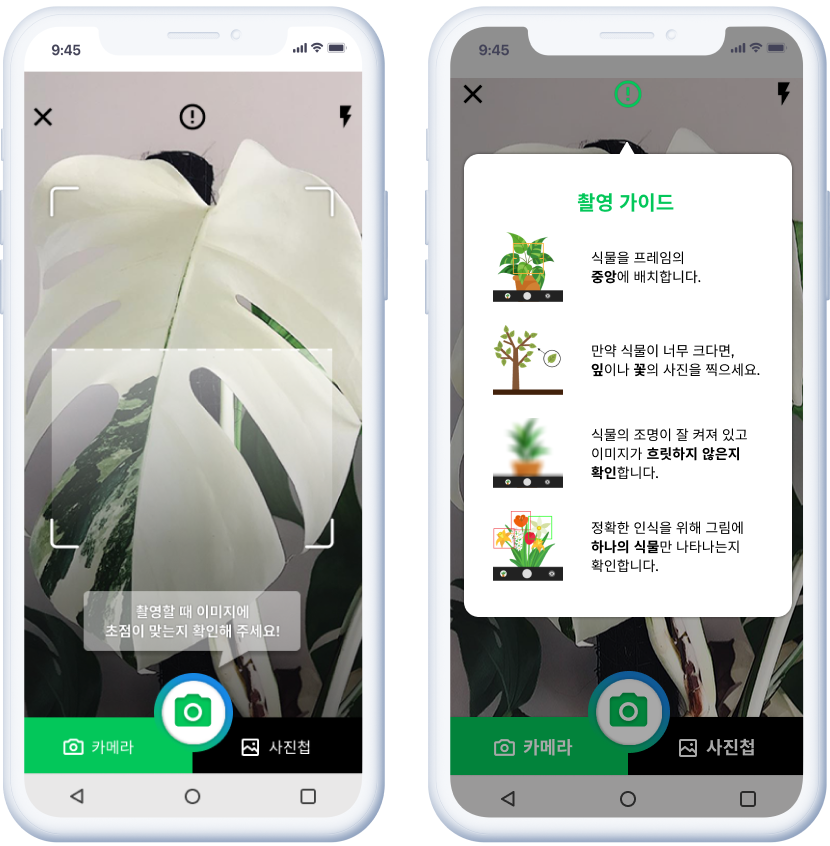 9:45
촬영할 때 이미지에
초점이 맞는지 확인해 주세요!
카메라
사진첩
9:45
촬영 가이드
식물을 프레임의
중앙에 배치합니다.
만약 식물이 너무 크다면,
잎이나 꽃의 사진을 찍으세요.
식물의 조명이 잘 켜져 있고
이미지가 흐릿하지 않은지
확인합니다.
정확한 인식을 위해 그림에
하나의 식물만 나타나는지
확인합니다.
카메라
사진첩